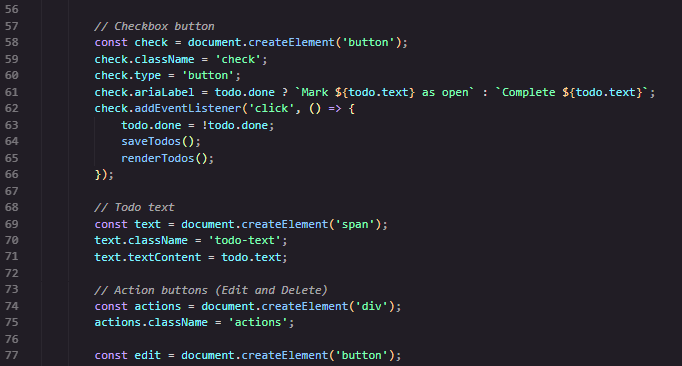 56
57 // Checkbox button
58 const check = document.createElement('button');
59 check.className = 'check';
60 check.type = 'button';
61 check.ariaLabel = todo.done ? `Mark ${todo.text} as open` : `Complete ${todo.text}`;
62 check.addEventListener('click', () => {
63 todo.done = !todo.done;
64 saveTodos();
65 renderTodos();
66 });
67
68 // Todo text
69 const text = document.createElement('span');
70 text.className = 'todo-text';
71 text.textContent = todo.text;
72
73 // Action buttons (Edit and Delete)
74 const actions = document.createElement('div');
75 actions.className = 'actions';
76
77 const edit = document.createElement('button');